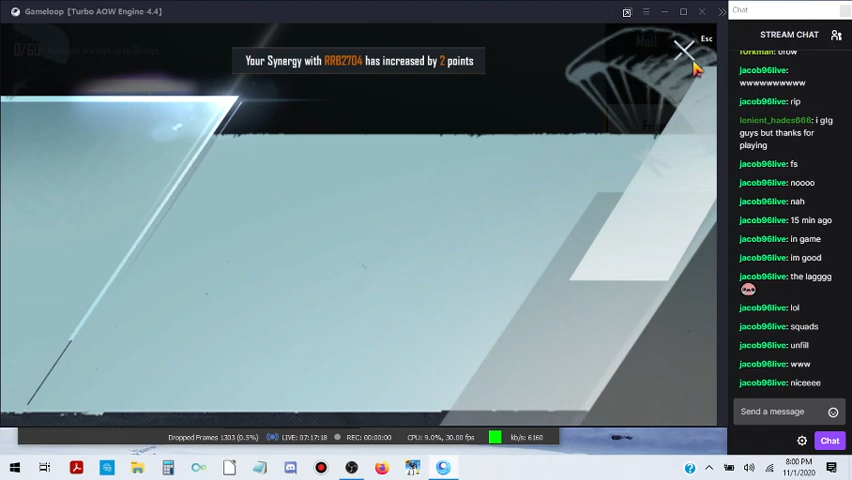 Gameloop [Turbo AOW Engine 4.4]
Chat
STREAM CHAT
0/60
Mail
Esc
Your Synergy with RRB2704 has increased by 2 points
jacob96live:
wwwwwwwwww
jacob96live: rip
lenient_hades666: i gtg
guys but thanks for
playing
jacob96live: fs
jacob96live: noooo
jacob96live: nah
jacob96live: 15 min ago
jacob96live: in game
jacob96live: im good
jacob96live: the lagggg
jacob96live: lol
jacob96live: squads
jacob96live: unfill
jacob96live: www
jacob96live: niceeee
Send a message
Chat
Dropped Frames 1303 (0.5%) LIVE: 07:17:18 REC: 00:00:00 CPU: 9.0%, 30.00 fps kb/s: 6160
8:00 PM
11/1/2020